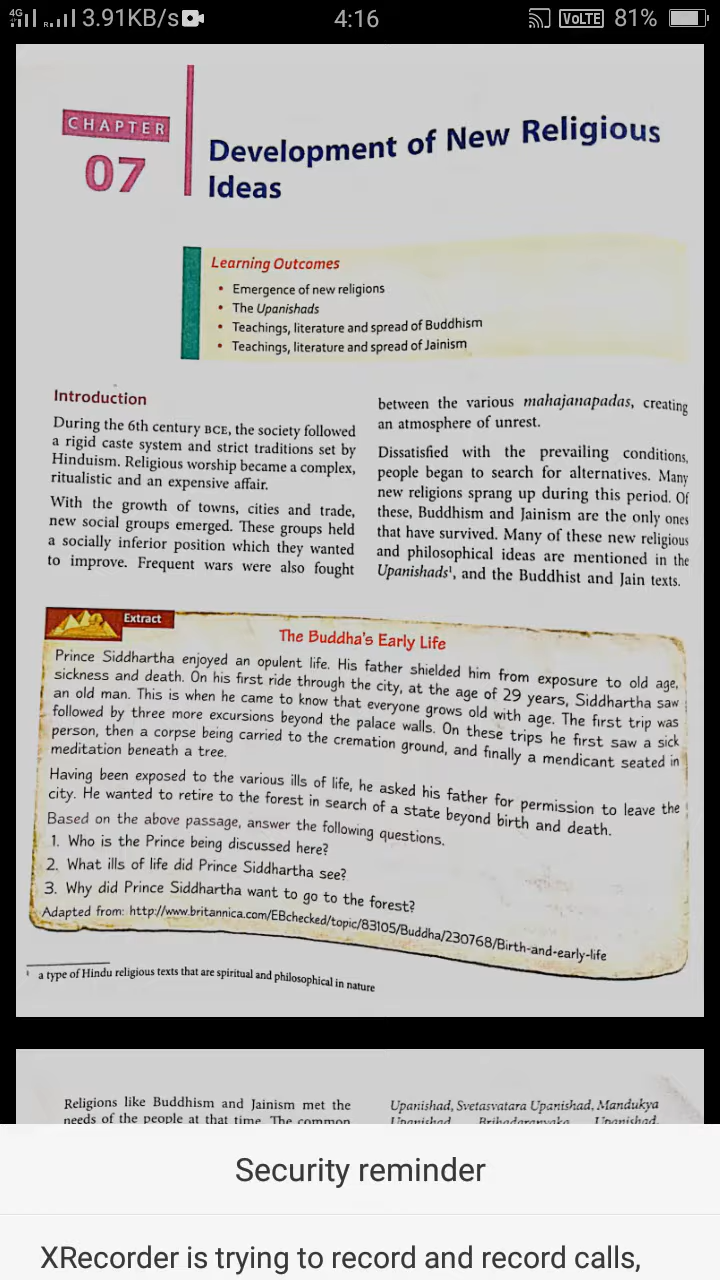 4G R 3.91KB/s 4:16 VoLTE 81%
CHAPTER
07
Development of New Religious
Ideas
Learning Outcomes
• Emergence of new religions
• The Upanishads
• Teachings, literature and spread of Buddhism
• Teachings, literature and spread of Jainism
Introduction
During the 6th century BCE, the society followed
a rigid caste system and strict traditions set by
Hinduism. Religious worship became a complex,
ritualistic and an expensive affair.
With the growth of towns, cities and trade,
new social groups emerged. These groups held
a socially inferior position which they wanted
to improve. Frequent wars were also fought
between the various mahajanapadas, creating
an atmosphere of unrest.
Dissatisfied with the prevailing conditions,
people began to search for alternatives. Many
new religions sprang up during this period. Of
these, Buddhism and Jainism are the only ones
that have survived. Many of these new religious
and philosophical ideas are mentioned in the
Upanishads¹, and the Buddhist and Jain texts.
Extract
The Buddha's Early Life
Prince Siddhartha enjoyed an opulent life. His father shielded him from exposure to old age,
sickness and death. On his first ride through the city, at the age of 29 years, Siddhartha saw
an old man. This is when he came to know that everyone grows old with age. The first trip was
followed by three more excursions beyond the palace walls. On these trips he first saw a sick
person, then a corpse being carried to the cremation ground, and finally a mendicant seated in
meditation beneath a tree.
Having been exposed to the various ills of life, he asked his father for permission to leave the
city. He wanted to retire to the forest in search of a state beyond birth and death.
Based on the above passage, answer the following questions.
1. Who is the Prince being discussed here?
2. What ills of life did Prince Siddhartha see?
3. Why did Prince Siddhartha want to go to the forest?
Adapted from: http://www.britannica.com/EBchecked/topic/83105/Buddha/230768/Birth-and-early-life
¹ a type of Hindu religious texts that are spiritual and philosophical in nature
Religions like Buddhism and Jainism met the
needs of the people at that time. The common
Upanishad, Svetasvatara Upanishad, Mandukya
Upanishad, Brihadaranyaka Upanishad,
Security reminder
XRecorder is trying to record and record calls,